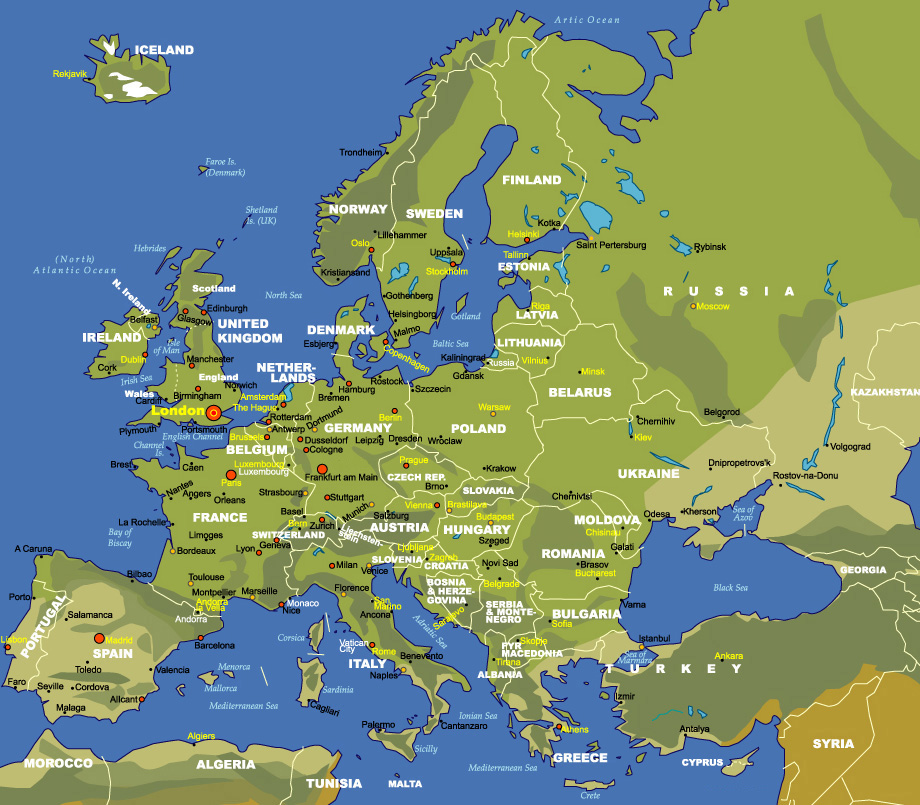 Artic Ocean
ICELAND
Rekjavik
Faroe Is.
(Denmark)
Trondheim
Shetland
Is. (UK)
NORWAY
SWEDEN
FINLAND
Lillehammer
Oslo
Uppsala
Stockholm
Kristiansand
Kotka
Helsinki
Tallinn
Saint Petersburg
Rybinsk
ESTONIA
Hebrides
(North)
Atlantic Ocean
North Sea
Scotland
N. Ireland
Edinburgh
Glasgow
Belfast
UNITED
KINGDOM
IRELAND
Isle
of Man
Dublin
Cork
Irish Sea
Manchester
England
Wales
Cardiff
Birmingham
Norwich
London
Plymouth
Portsmouth
English Channel
Channel
Is.
Gothenberg
Helsingborg
Malmo
DENMARK
Esbjerg
Copenhagen
Gotland
Baltic Sea
Riga
LATVIA
LITHUANIA
Vilnius
Kaliningrad
Russia
Gdansk
RUSSIA
Moscow
Minsk
BELARUS
KAZAKHSTAN
NETHER-
LANDS
Amsterdam
The Hague
Rotterdam
Antwerp
Brussels
BELGIUM
Luxembourg
Luxembourg
Hamburg
Bremen
Rostock
Szczecin
Berlin
Dortmund
GERMANY
Dusseldorf
Cologne
Leipzig
Dresden
Frankfurt am Main
Stuttgart
Munich
Warsaw
POLAND
Wroclaw
Krakow
Prague
CZECH REP.
Brno
SLOVAKIA
Bratislava
Vienna
Salzburg
AUSTRIA
Budapest
HUNGARY
Szeged
Belgorod
Chernihiv
Kiev
Volgograd
Dnipropetrovs'k
Rostov-na-Donu
UKRAINE
Chernivtsi
MOLDOVA
Chisinau
Odesa
Kherson
Sea of
Azov
Galati
Brest
Caen
Paris
Nantes
Angers
Orleans
Strasbourg
Basel
Bern
Zurich
SWITZERLAND
Liechten-
stein
Geneva
FRANCE
La Rochelle
Limoges
Lyon
Bay of
Biscay
Bordeaux
Toulouse
Montpellier
Marseille
Monaco
Nice
Andorra
la Vella
Andorra
A Caruna
Bilbao
Porto
PORTUGAL
Lisbon
Faro
Salamanca
Madrid
SPAIN
Toledo
Seville
Cordova
Malaga
Valencia
Alicant
Barcelona
Menorca
Mallorca
Mediterranean Sea
Milan
Venice
Florence
San
Marino
Ancona
Corsica
Vatican
City
Rome
ITALY
Benevento
Naples
Sardinia
Cagliari
Palermo
Cantanzaro
Sicilly
Ionian Sea
Adriatic Sea
Ljubljana
SLOVENIA
Zagreb
CROATIA
BOSNIA
& HERZE-
GOVINA
Sarajevo
Novi Sad
Belgrade
SERBIA
& MONTE-
NEGRO
ROMANIA
Brasov
Bucharest
BULGARIA
Sofia
Varna
Skopje
FYR
MACEDONIA
Tirana
ALBANIA
GREECE
Athens
Mediterranean Sea
Crete
Black Sea
GEORGIA
Istanbul
Sea of
Marmara
Ankara
TURKEY
Izmir
Antalya
CYPRUS
SYRIA
MOROCCO
Algiers
ALGERIA
TUNISIA
MALTA